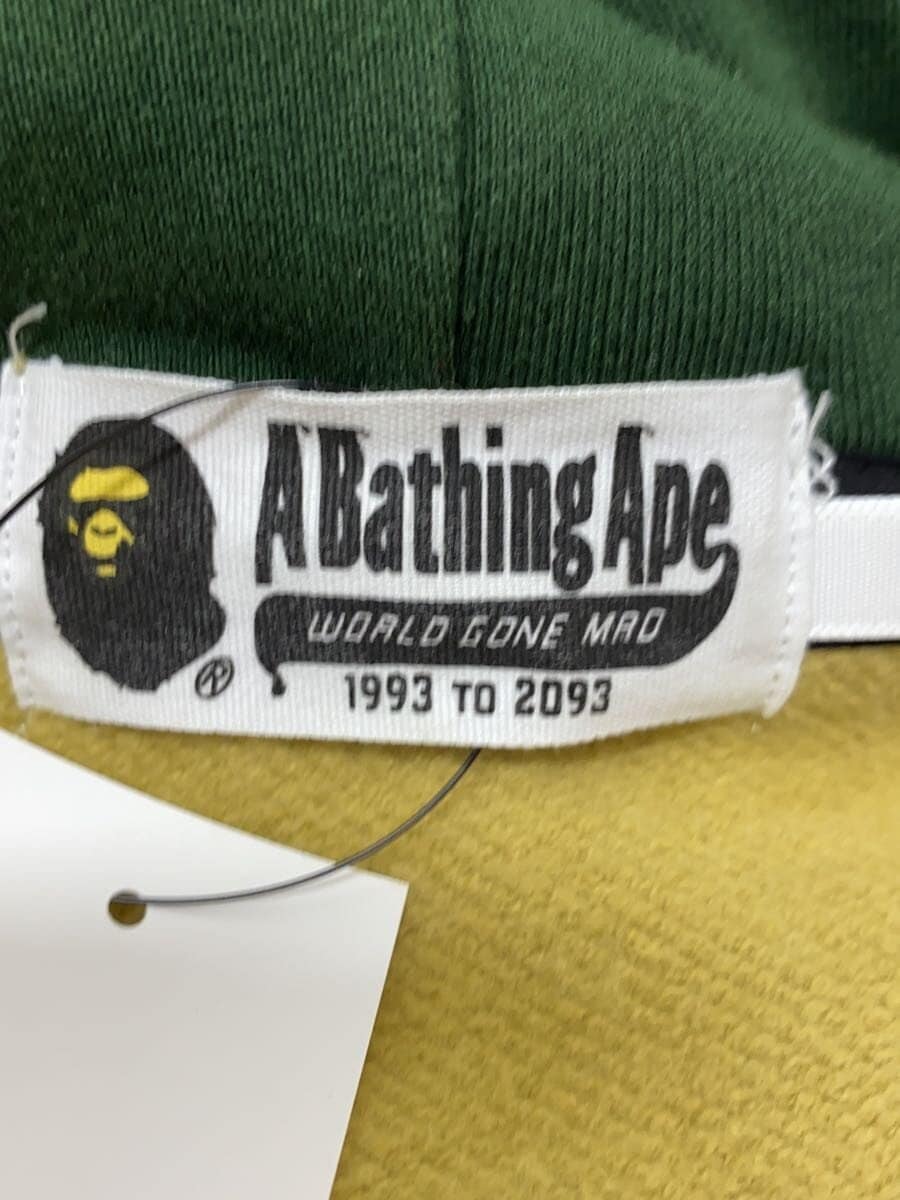 A Bathing Ape
WORLD GONE MAD
1993 TO 2093
®